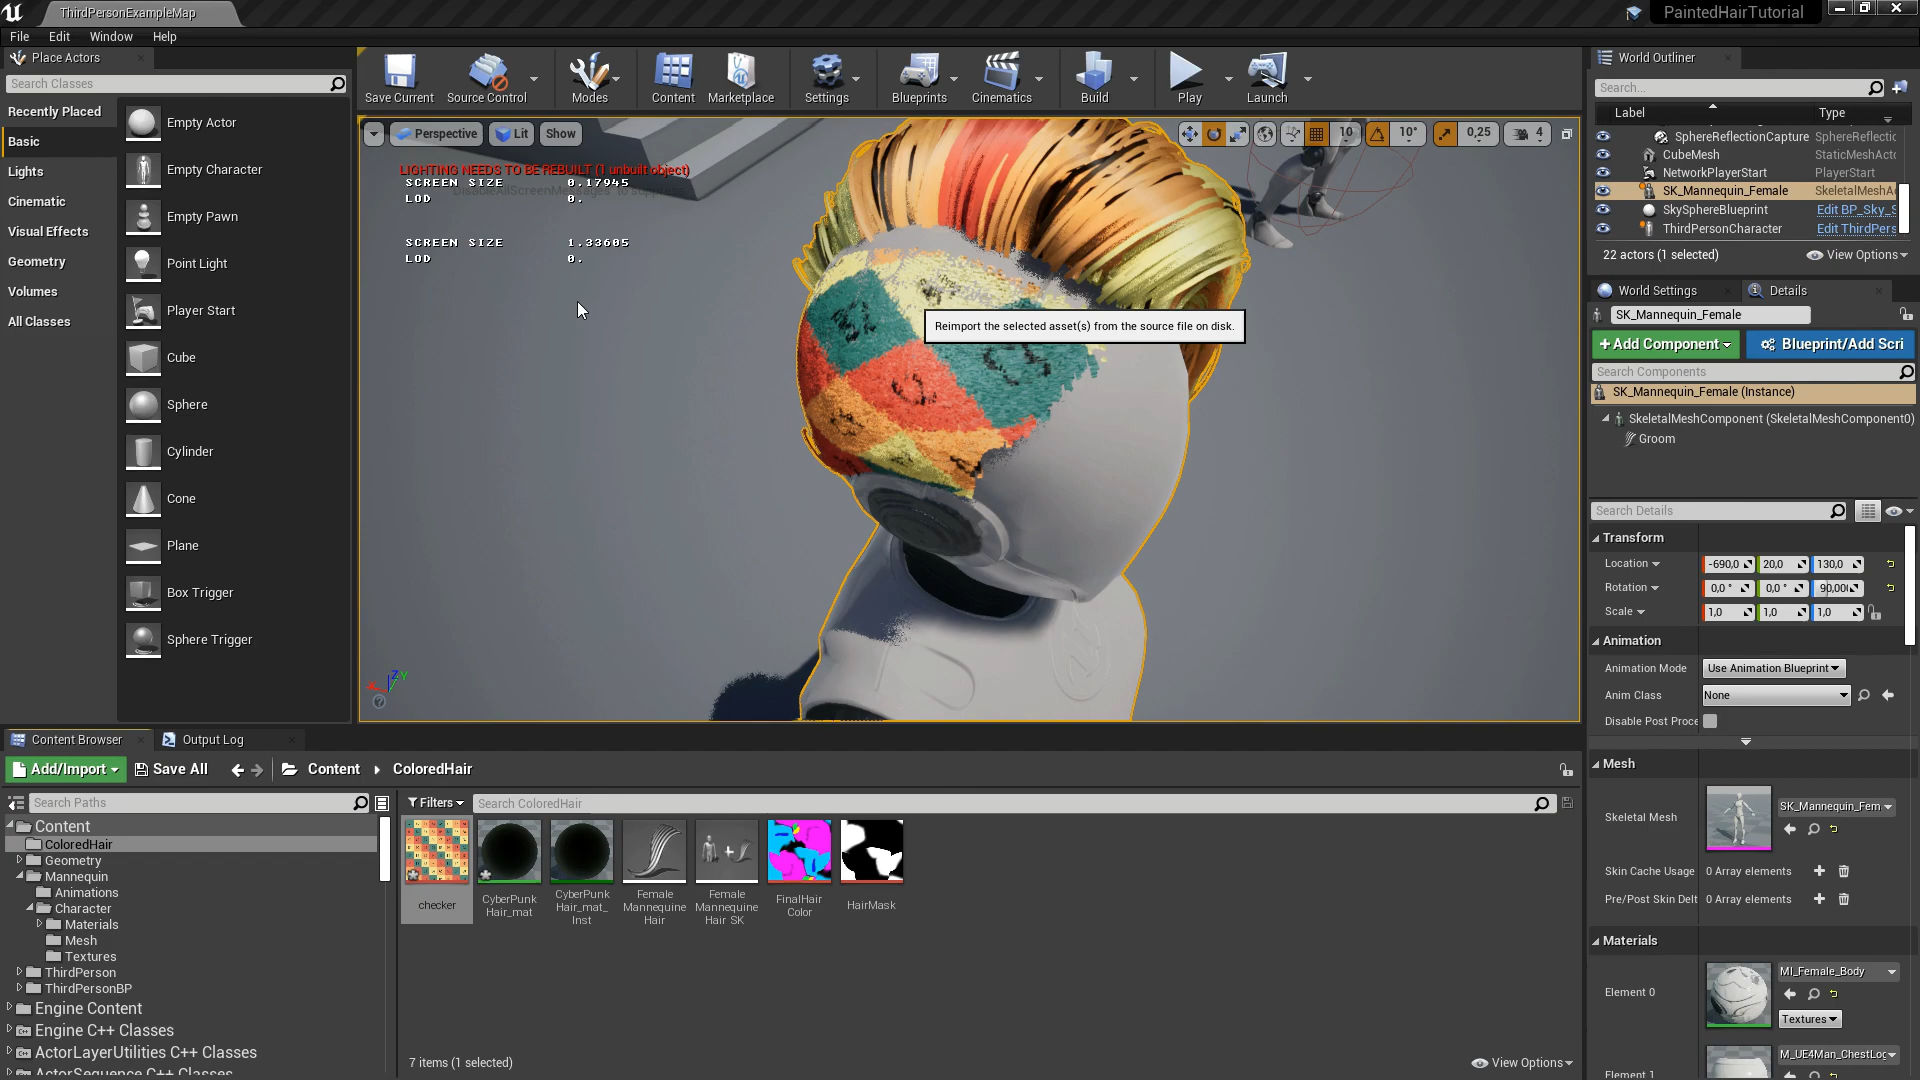 ThirdPersonExampleMap
PaintedHairTutorial
File Edit Window Help
Place Actors
Search Classes
Recently Placed
Basic
Lights
Cinematic
Visual Effects
Geometry
Volumes
All Classes
Empty Actor
Empty Character
Empty Pawn
Point Light
Player Start
Cube
Sphere
Cylinder
Cone
Plane
Box Trigger
Sphere Trigger
Save Current
Source Control
Modes
Content
Marketplace
Settings
Blueprints
Cinematics
Build
Play
Launch
Perspective Lit Show
10 10° 0,25 4
LIGHTING NEEDS TO BE REBUILT (1 unbuilt object)
SCREEN SIZE 0.17945
LOD 0.
SCREEN SIZE 1.33605
LOD 0.
Reimport the selected asset(s) from the source file on disk.
Z Y
World Outliner
Search...
Label Type
SphereReflectionCapture SphereReflectic
CubeMesh StaticMeshActo
NetworkPlayerStart PlayerStart
SK_Mannequin_Female SkeletalMeshAc
SkySphereBlueprint Edit BP_Sky_S
ThirdPersonCharacter Edit ThirdPers
22 actors (1 selected)
View Options
World Settings
Details
SK_Mannequin_Female
+Add Component
Blueprint/Add Scri
Search Components
SK_Mannequin_Female (Instance)
SkeletalMeshComponent (SkeletalMeshComponent0)
Groom
Search Details
Transform
Location -690,0 20,0 130,0
Rotation 0,0 ° 0,0 ° 90,00
Scale 1,0 1,0 1,0
Animation
Animation Mode Use Animation Blueprint
Anim Class None
Disable Post Proce
Mesh
Skeletal Mesh SK_Mannequin_Fem
Skin Cache Usage 0 Array elements
Pre/Post Skin Delt 0 Array elements
Materials
Element 0 MI_Female_Body
Textures
Element 1 M_UE4Man_ChestLog
Content Browser
Output Log
Add/Import
Save All
Content
ColoredHair
Search Paths
Filters
Search ColoredHair
Content
ColoredHair
Geometry
Mannequin
Animations
Character
Materials
Mesh
Textures
ThirdPerson
ThirdPersonBP
Engine Content
Engine C++ Classes
ActorLayerUtilities C++ Classes
ActorSequence C++ Classes
checker
CyberPunk
Hair_mat
CyberPunk
Hair_mat_
Inst
Female
Mannequine
Hair
Female
Mannequine
Hair SK
FinalHair
Color
HairMask
7 items (1 selected)
View Options